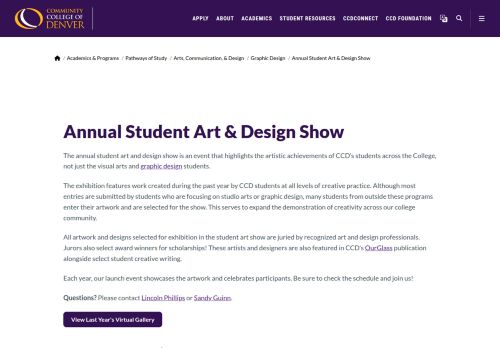 COMMUNITY
COLLEGE OF
DENVER
APPLY ABOUT ACADEMICS STUDENT RESOURCES CCDCONNECT CCD FOUNDATION
/ Academics & Programs / Pathways of Study / Arts, Communication, & Design / Graphic Design / Annual Student Art & Design Show
Annual Student Art & Design Show
The annual student art and design show is an event that highlights the artistic achievements of CCD's students across the College,
not just the visual arts and graphic design students.
The exhibition features work created during the past year by CCD students at all levels of creative practice. Although most
entries are submitted by students who are focusing on studio arts or graphic design, many students from outside these programs
enter their artwork and are selected for the show. This serves to expand the demonstration of creativity across our college
community.
All artwork and designs selected for exhibition in the student art show are juried by recognized art and design professionals.
Jurors also select award winners for scholarships! These artists and designers are also featured in CCD's OurGlass publication
alongside select student creative writing.
Each year, our launch event showcases the artwork and celebrates participants. Be sure to check the schedule and join us!
Questions? Please contact Lincoln Phillips or Sandy Guinn.
View Last Year's Virtual Gallery